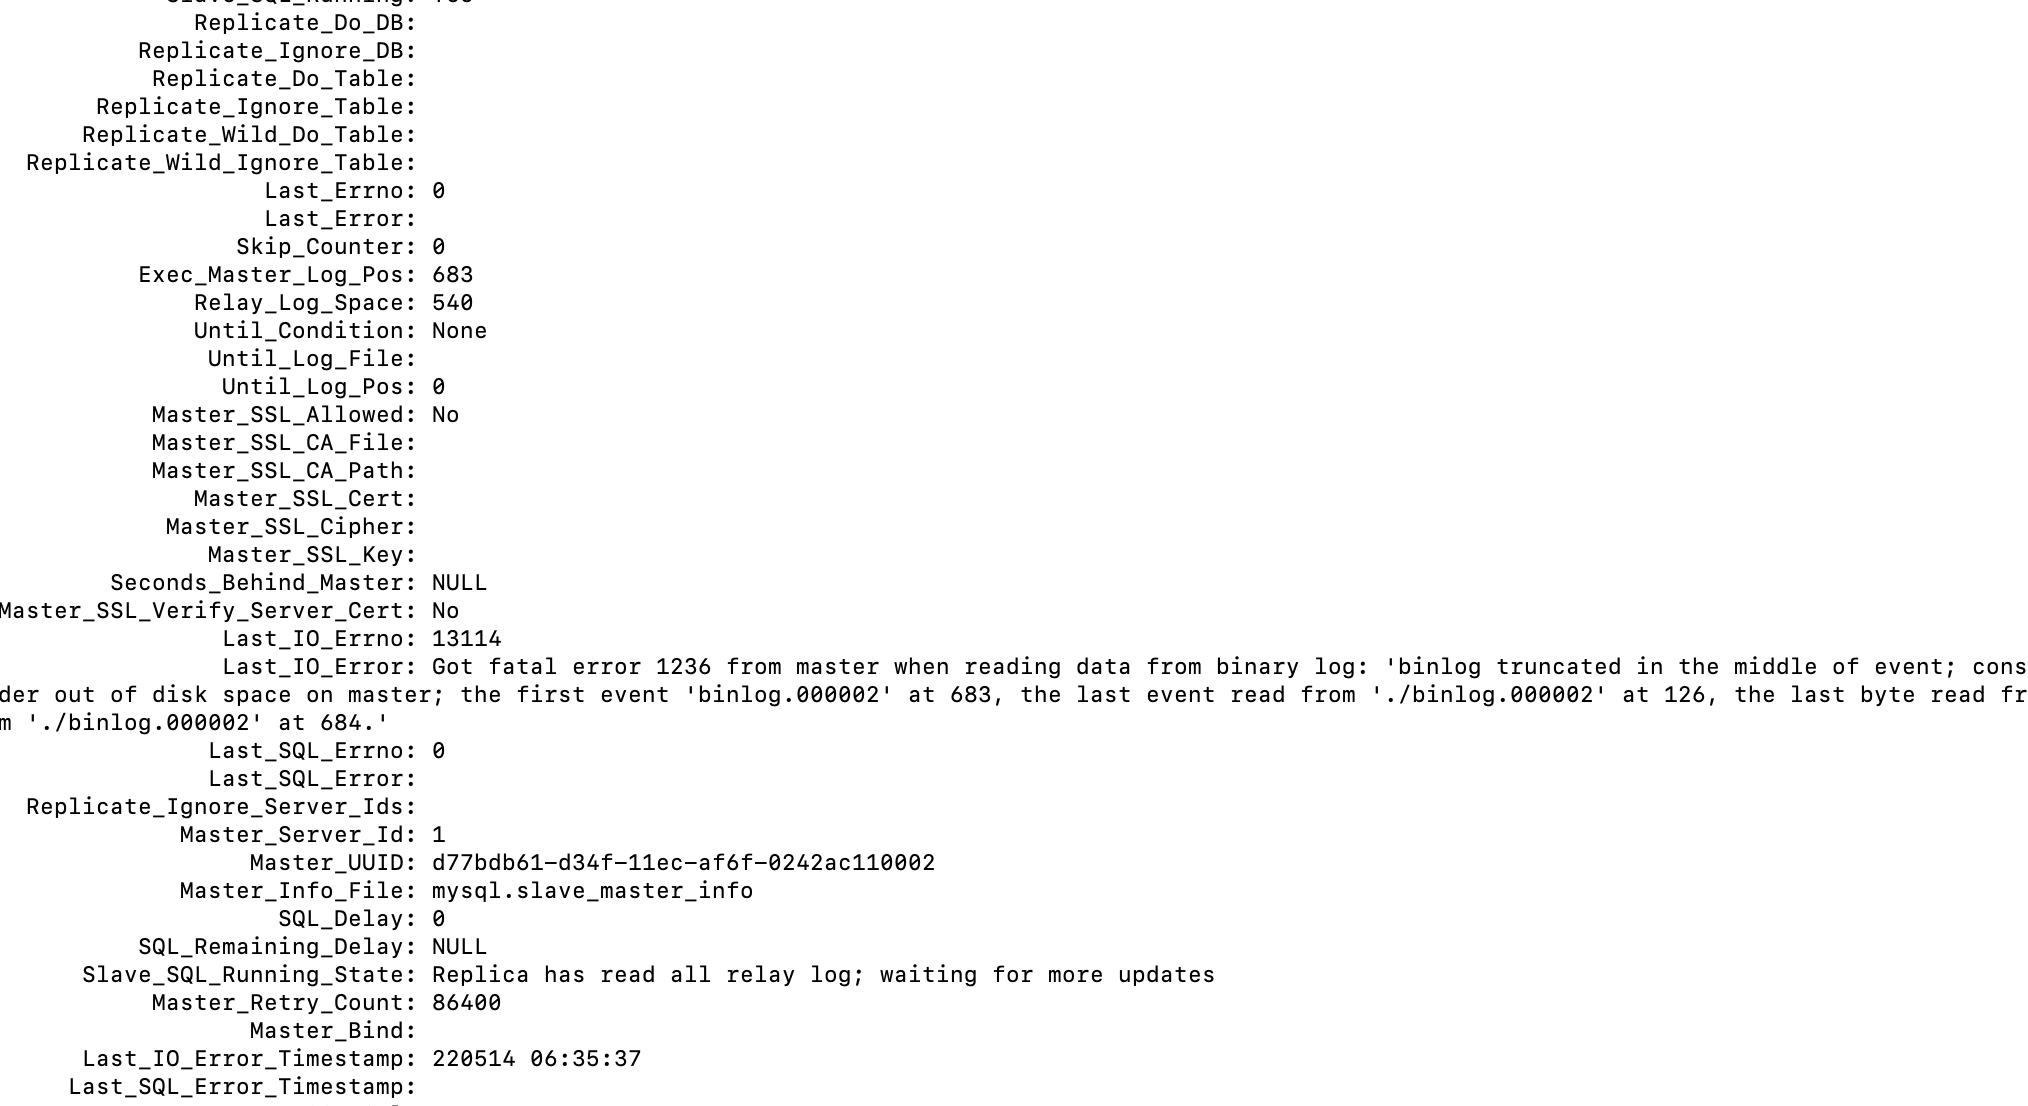 Replicate_Do_DB:
Replicate_Ignore_DB:
Replicate_Do_Table:
Replicate_Ignore_Table:
Replicate_Wild_Do_Table:
Replicate_Wild_Ignore_Table:
Last_Errno: 0
Last_Error:
Skip_Counter: 0
Exec_Master_Log_Pos: 683
Relay_Log_Space: 540
Until_Condition: None
Until_Log_File:
Until_Log_Pos: 0
Master_SSL_Allowed: No
Master_SSL_CA_File:
Master_SSL_CA_Path:
Master_SSL_Cert:
Master_SSL_Cipher:
Master_SSL_Key:
Seconds_Behind_Master: NULL
Master_SSL_Verify_Server_Cert: No
Last_IO_Errno: 13114
Last_IO_Error: Got fatal error 1236 from master when reading data from binary log: 'binlog truncated in the middle of event; cons
der out of disk space on master; the first event 'binlog.000002' at 683, the last event read from './binlog.000002' at 126, the last byte read fr
m './binlog.000002' at 684.'
Last_SQL_Errno: 0
Last_SQL_Error:
Replicate_Ignore_Server_Ids:
Master_Server_Id: 1
Master_UUID: d77bdb61-d34f-11ec-af6f-0242ac110002
Master_Info_File: mysql.slave_master_info
SQL_Delay: 0
SQL_Remaining_Delay: NULL
Slave_SQL_Running_State: Replica has read all relay log; waiting for more updates
Master_Retry_Count: 86400
Master_Bind:
Last_IO_Error_Timestamp: 220514 06:35:37
Last_SQL_Error_Timestamp: